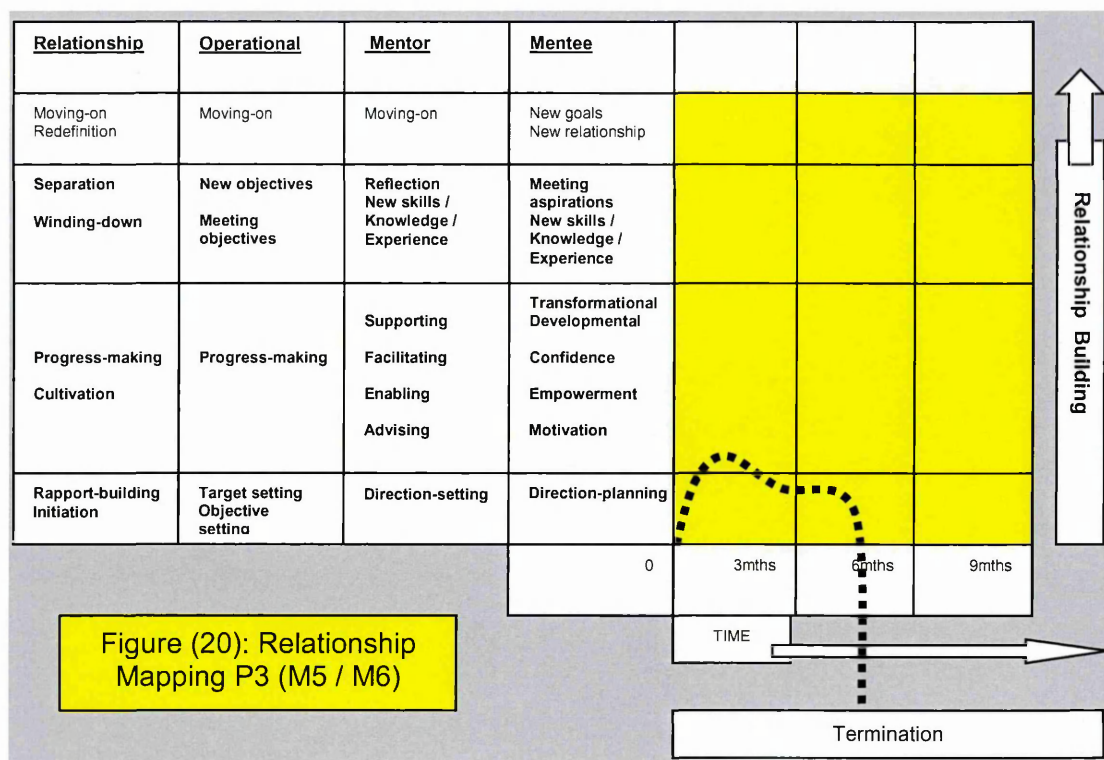 Relationship
Operational
Mentor
Mentee
Moving-on
Redefinition
Moving-on
Moving-on
New goals
New relationship
Separation
Winding-down
New objectives
Meeting
objectives
Reflection
New skills /
Knowledge /
Experience
Meeting
aspirations
New skills /
Knowledge /
Experience
Progress-making
Cultivation
Progress-making
Supporting
Facilitating
Enabling
Advising
Transformational
Developmental
Confidence
Empowerment
Motivation
Rapport-building
Initiation
Target setting
Objective
setting
Direction-setting
Direction-planning
0
3mths
6mths
9mths
Relationship Building
TIME
Figure (20): Relationship
Mapping P3 (M5 / M6)
Termination